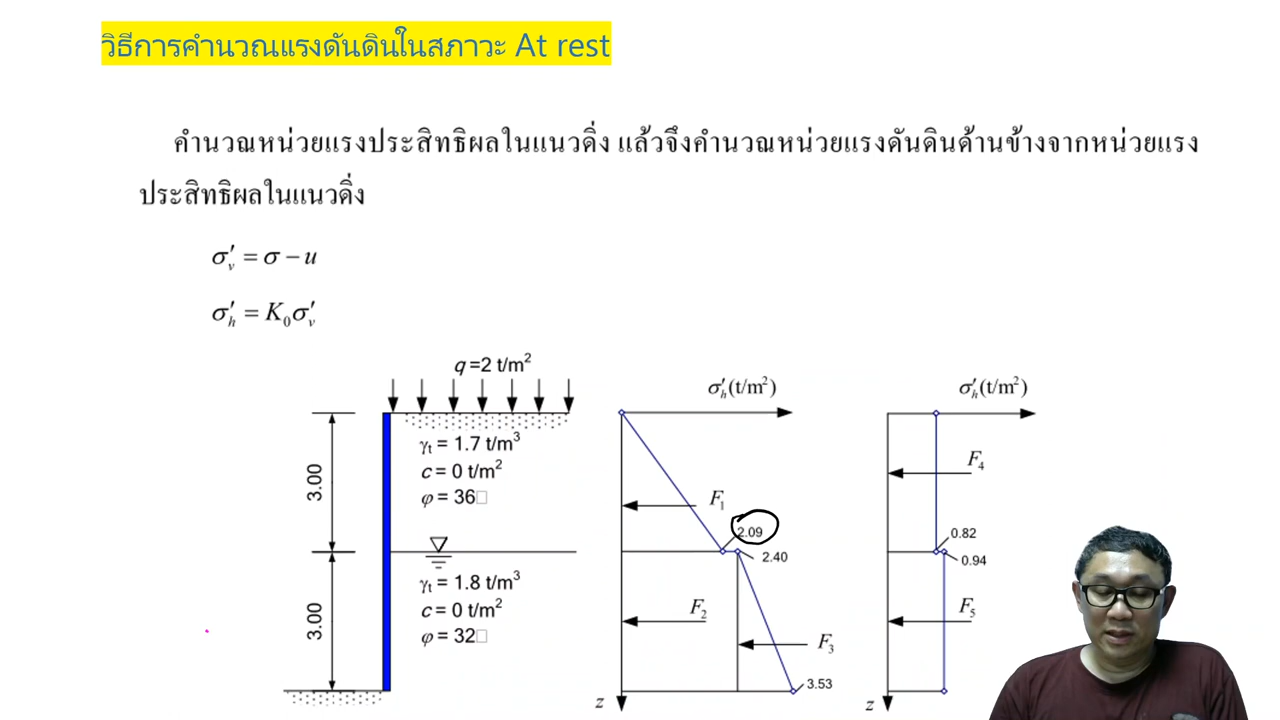 วิธีการคำนวณแรงดันดินในสภาวะ At rest
คำนวณหน่วยแรงประสิทธิผลในแนวดิ่ง แล้วจึงคำนวณหน่วยแรงดันดินด้านข้างจากหน่วยแรง
ประสิทธิผลในแนวดิ่ง
σ′v = σ − u
σ′h = K₀σ′v
q =2 t/m²
σ′h (t/m²)
σ′h (t/m²)
γt = 1.7 t/m³
c = 0 t/m²
φ = 36□
3.00
F₁
2.09
2.40
F₄
0.82
0.94
γt = 1.8 t/m³
c = 0 t/m²
φ = 32□
3.00
F₂
F₃
3.53
F₅
z
z